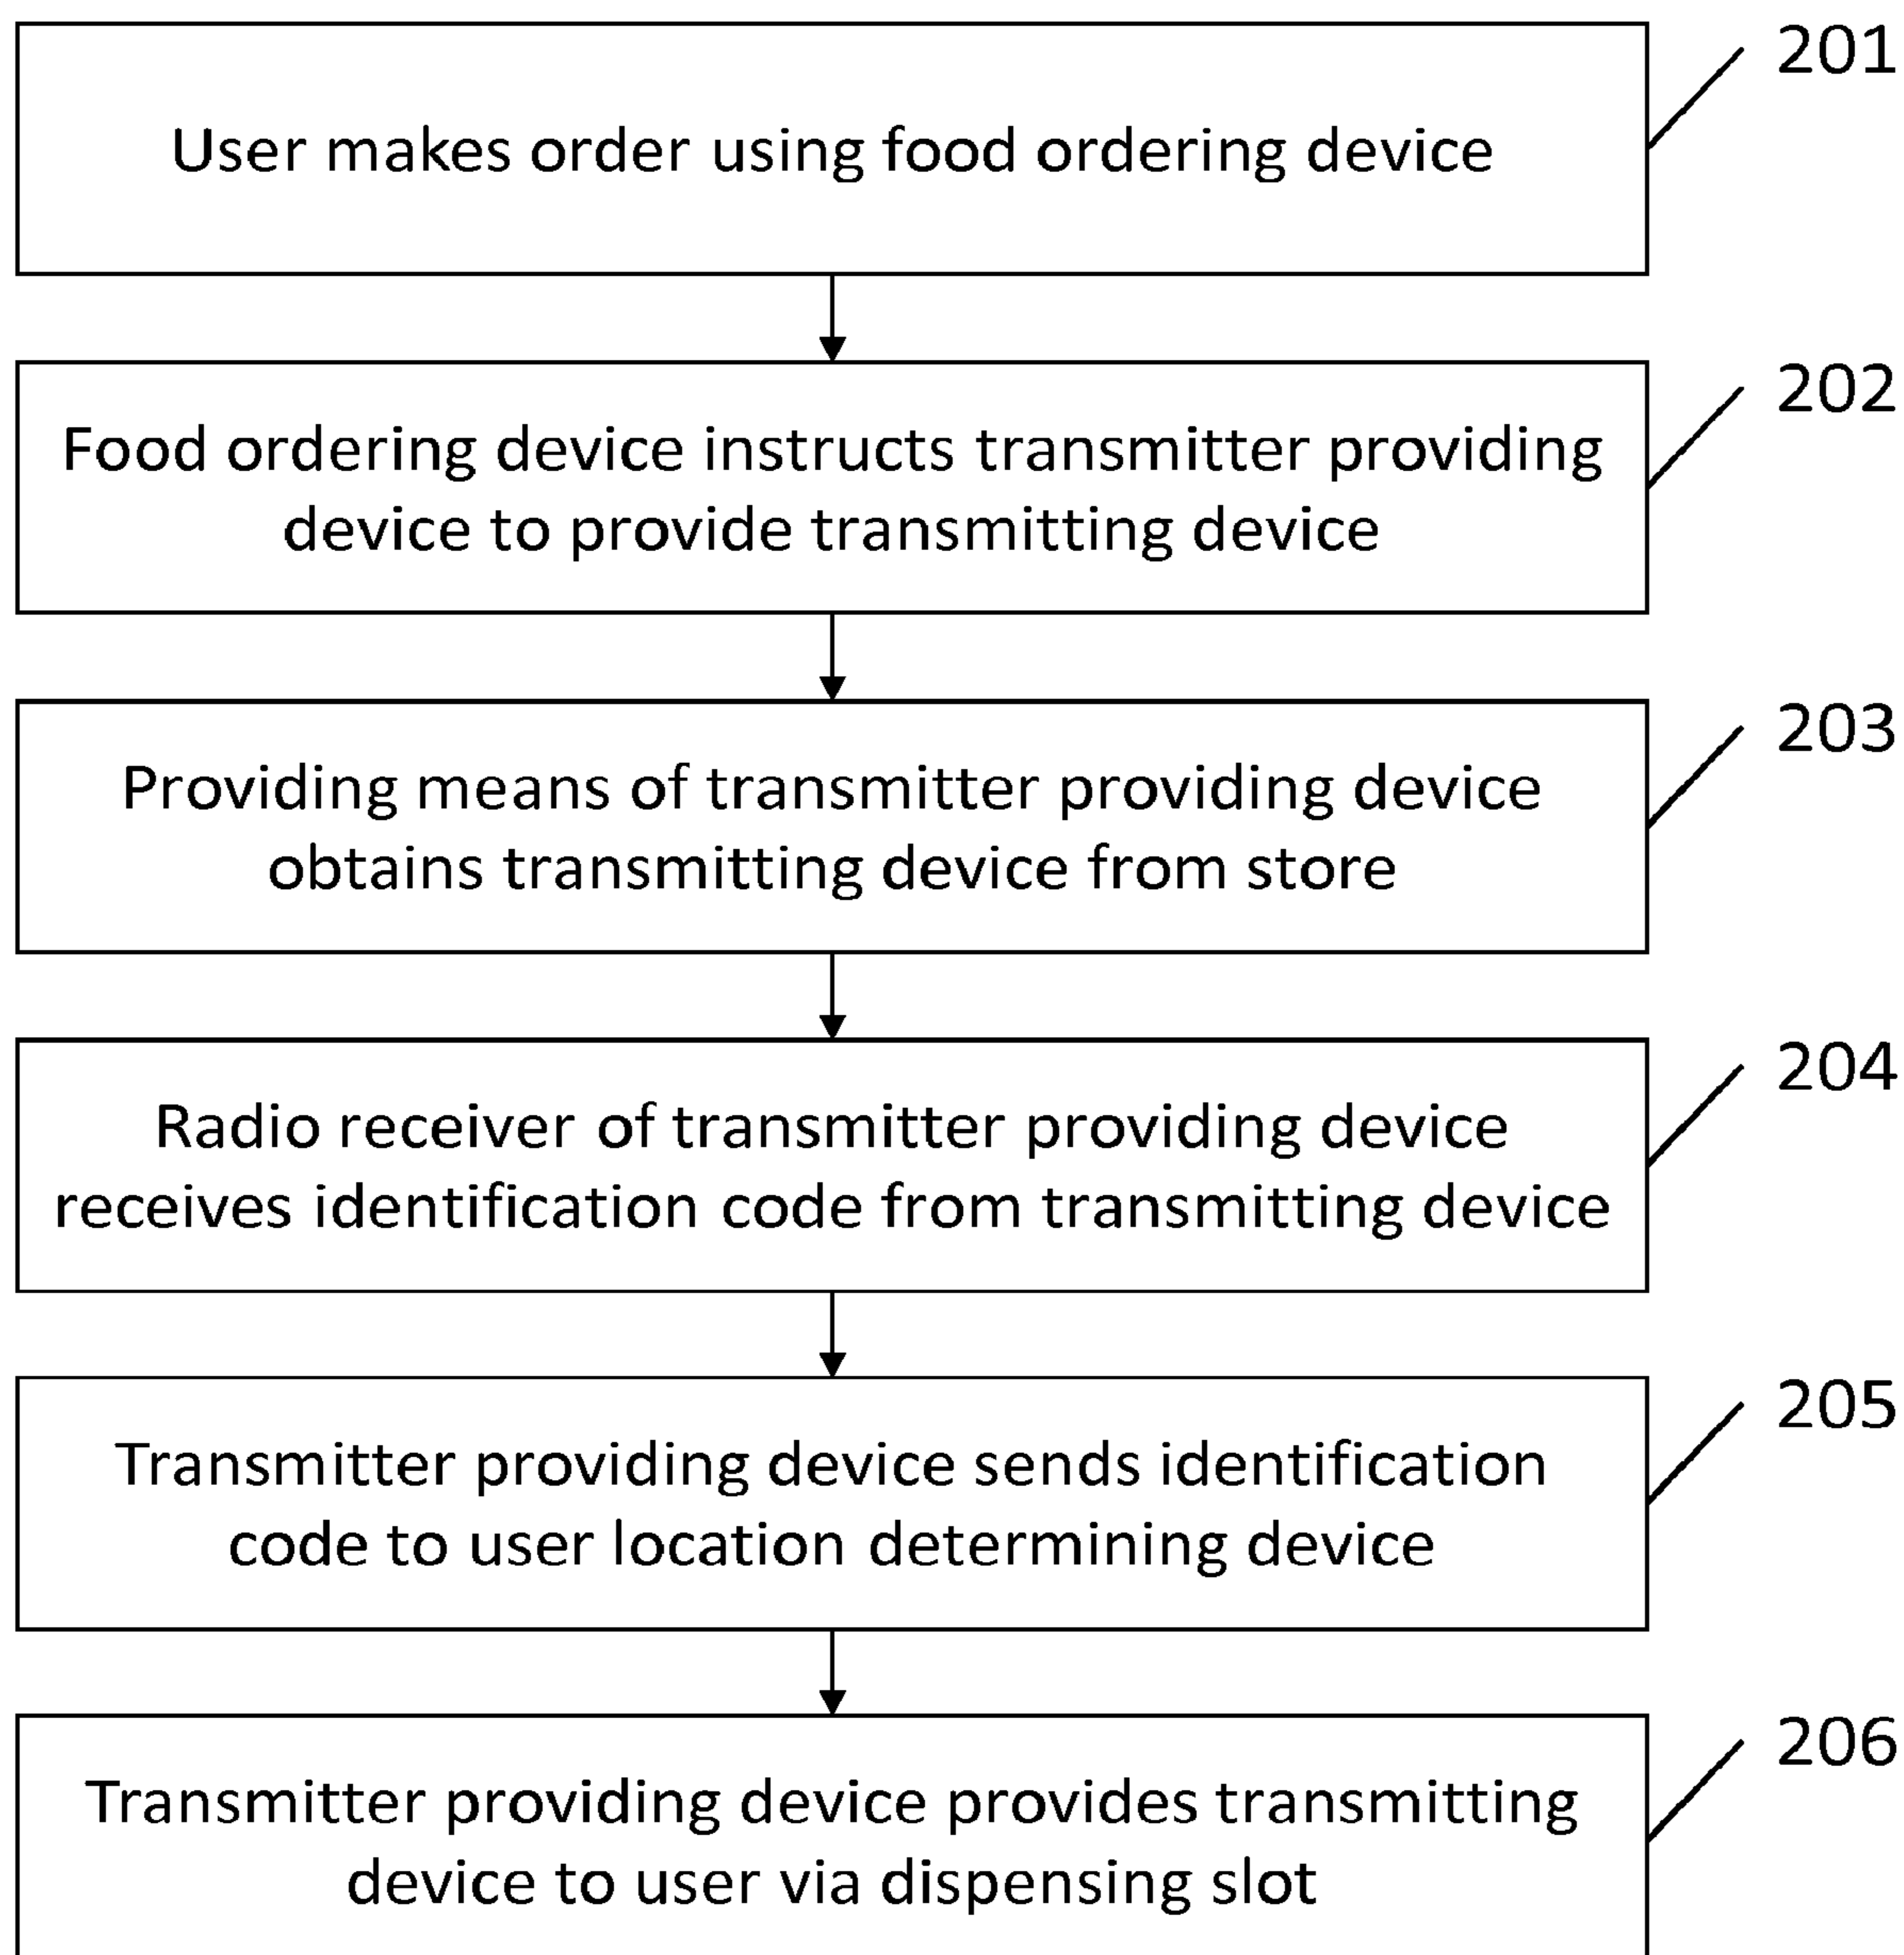 201
User makes order using food ordering device
202
Food ordering device instructs transmitter providing
device to provide transmitting device
203
Providing means of transmitter providing device
obtains transmitting device from store
204
Radio receiver of transmitter providing device
receives identification code from transmitting device
205
Transmitter providing device sends identification
code to user location determining device
206
Transmitter providing device provides transmitting
device to user via dispensing slot